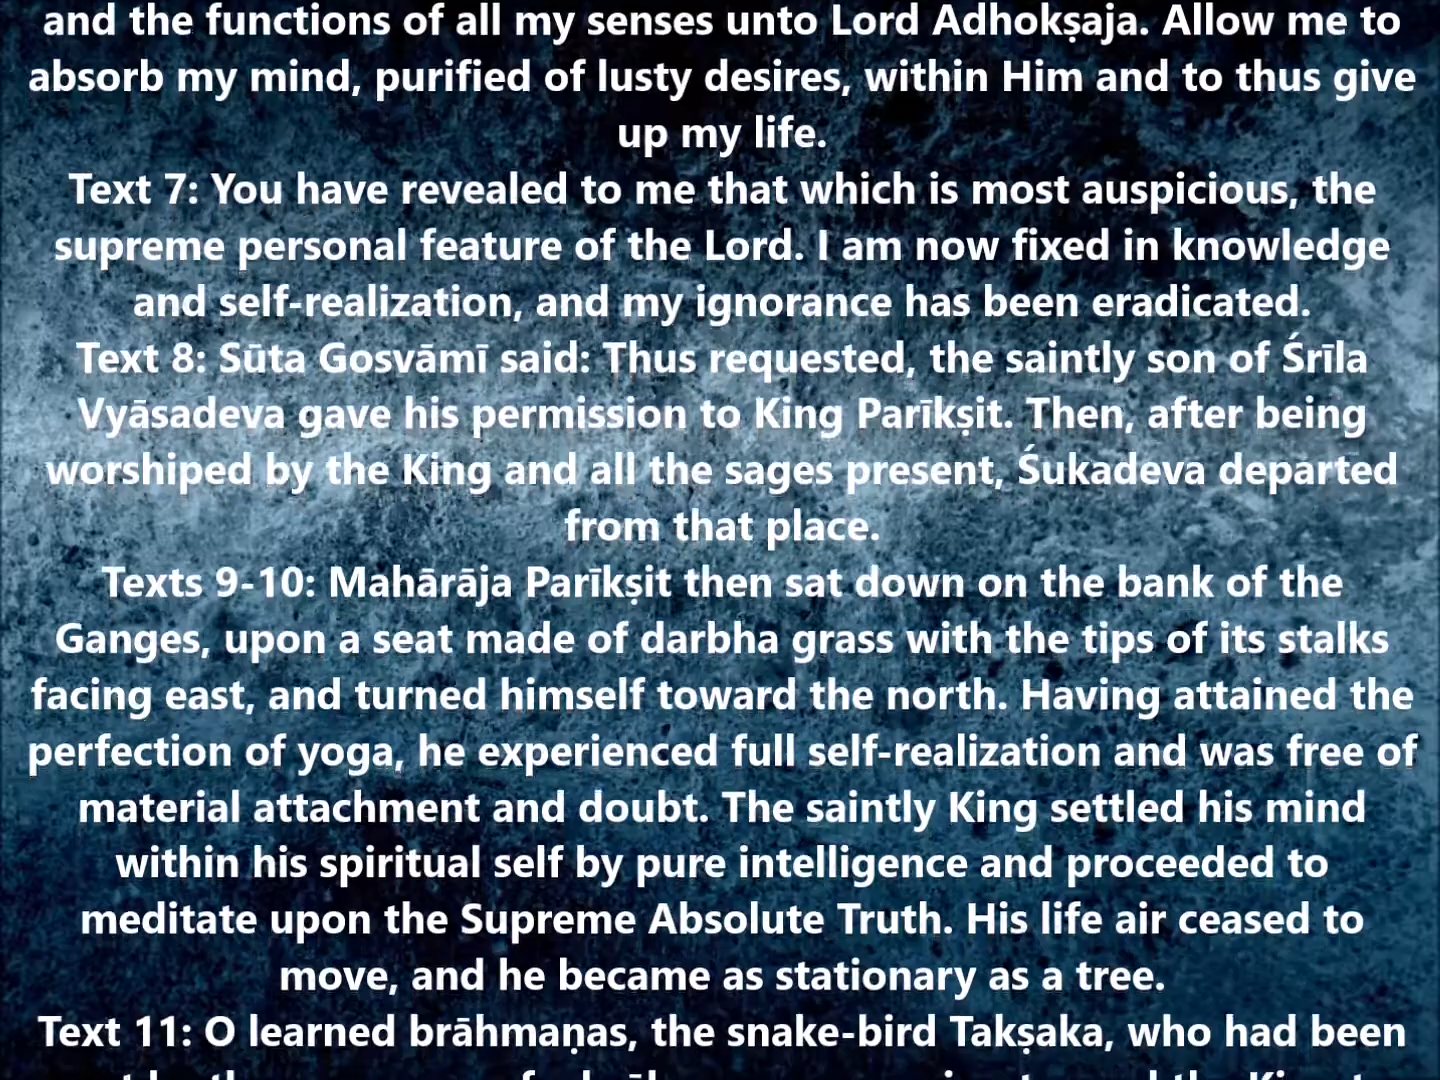 and the functions of all my senses unto Lord Adhokṣaja. Allow me to
absorb my mind, purified of lusty desires, within Him and to thus give
up my life.
Text 7: You have revealed to me that which is most auspicious, the
supreme personal feature of the Lord. I am now fixed in knowledge
and self-realization, and my ignorance has been eradicated.
Text 8: Sūta Gosvāmī said: Thus requested, the saintly son of Śrīla
Vyāsadeva gave his permission to King Parīkṣit. Then, after being
worshiped by the King and all the sages present, Śukadeva departed
from that place.
Texts 9-10: Mahārāja Parīkṣit then sat down on the bank of the
Ganges, upon a seat made of darbha grass with the tips of its stalks
facing east, and turned himself toward the north. Having attained the
perfection of yoga, he experienced full self-realization and was free of
material attachment and doubt. The saintly King settled his mind
within his spiritual self by pure intelligence and proceeded to
meditate upon the Supreme Absolute Truth. His life air ceased to
move, and he became as stationary as a tree.
Text 11: O learned brāhmaṇas, the snake-bird Takṣaka, who had been